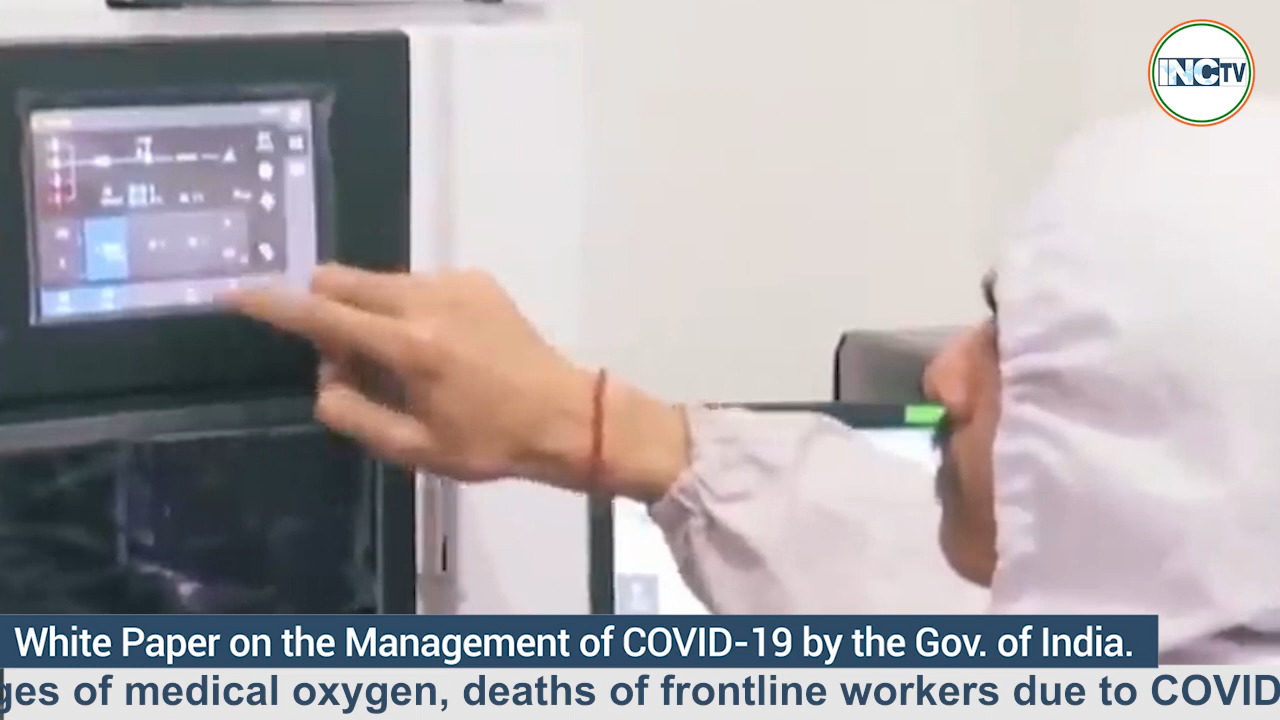 INCTV
White Paper on the Management of COVID-19 by the Gov. of India.
ges of medical oxygen, deaths of frontline workers due to COVID